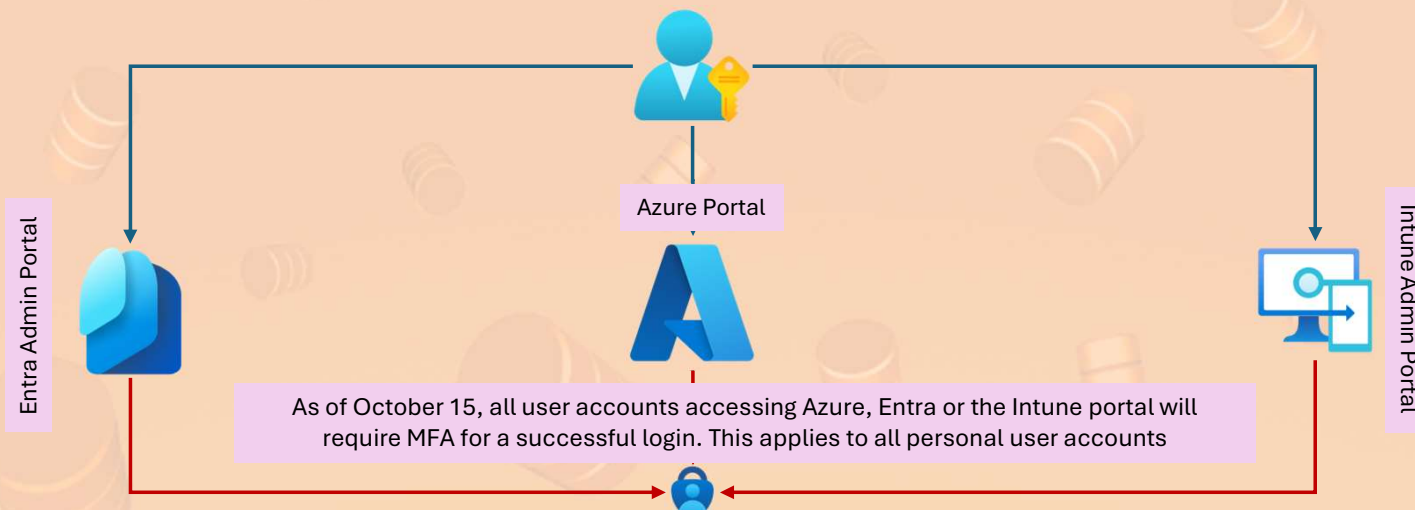 Azure Portal
Entra Admin Portal
Intune Admin Portal
As of October 15, all user accounts accessing Azure, Entra or the Intune portal will
require MFA for a successful login. This applies to all personal user accounts